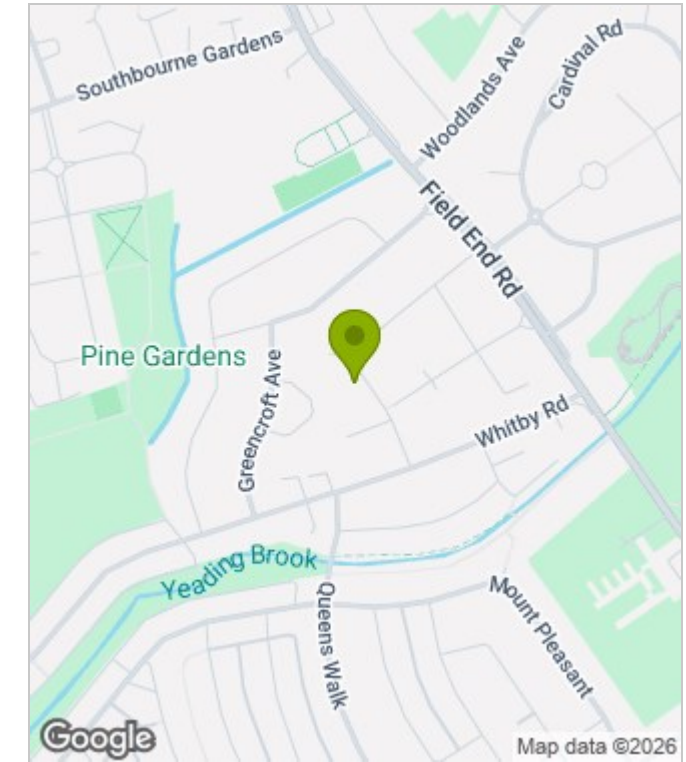 Southbourne Gardens
Woodlands Ave
Cardinal Rd
Field End Rd
Pine Gardens
Greencroft Ave
Whitby Rd
Yeading Brook
Queens Walk
Mount Pleasant
Google
Map data ©2026